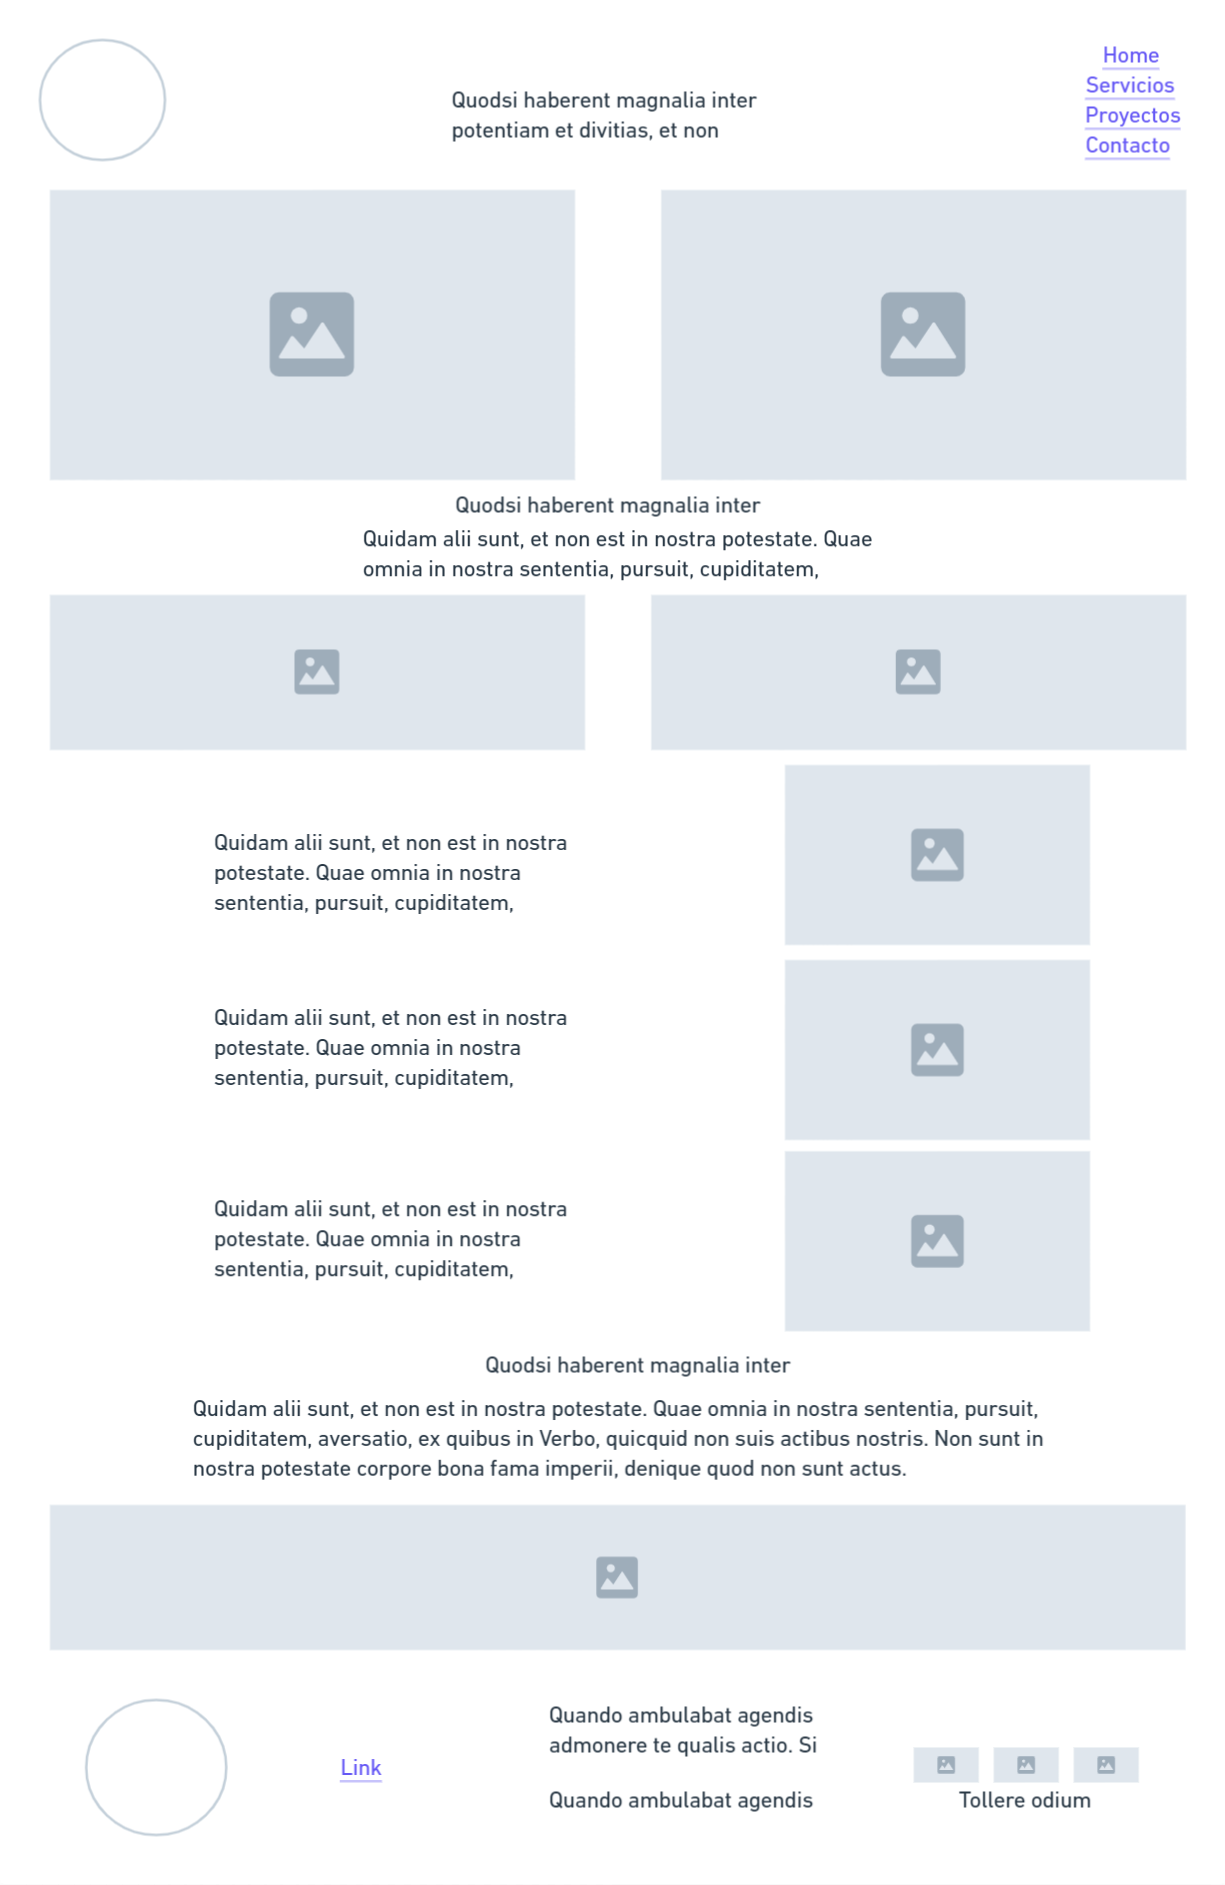 Quodsi haberent magnalia inter
potentiam et divitias, et non
Home
Servicios
Proyectos
Contacto
Quodsi haberent magnalia inter
Quidam alii sunt, et non est in nostra potestate. Quae
omnia in nostra sententia, pursuit, cupiditatem,
Quidam alii sunt, et non est in nostra
potestate. Quae omnia in nostra
sententia, pursuit, cupiditatem,
Quidam alii sunt, et non est in nostra
potestate. Quae omnia in nostra
sententia, pursuit, cupiditatem,
Quidam alii sunt, et non est in nostra
potestate. Quae omnia in nostra
sententia, pursuit, cupiditatem,
Quodsi haberent magnalia inter
Quidam alii sunt, et non est in nostra potestate. Quae omnia in nostra sententia, pursuit,
cupiditatem, aversatio, ex quibus in Verbo, quicquid non suis actibus nostris. Non sunt in
nostra potestate corpore bona fama imperii, denique quod non sunt actus.
Link
Quando ambulabat agendis
admonere te qualis actio. Si
Quando ambulabat agendis
Tollere odium